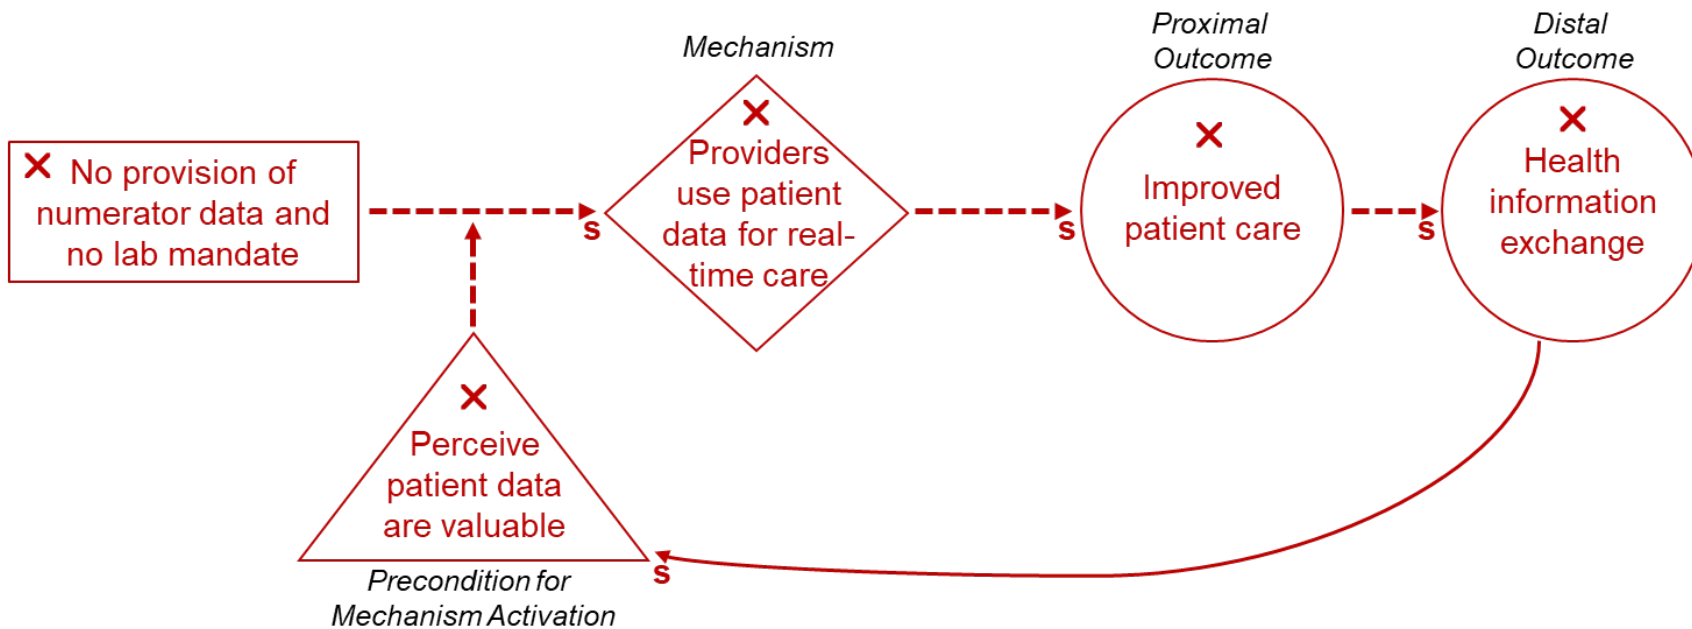 Mechanism
Proximal
Outcome
Distal
Outcome
No provision of
numerator data and
no lab mandate
s
Providers
use patient
data for real-
time care
s
Improved
patient care
s
Health
information
exchange
Perceive
patient data
are valuable
s
Precondition for
Mechanism Activation